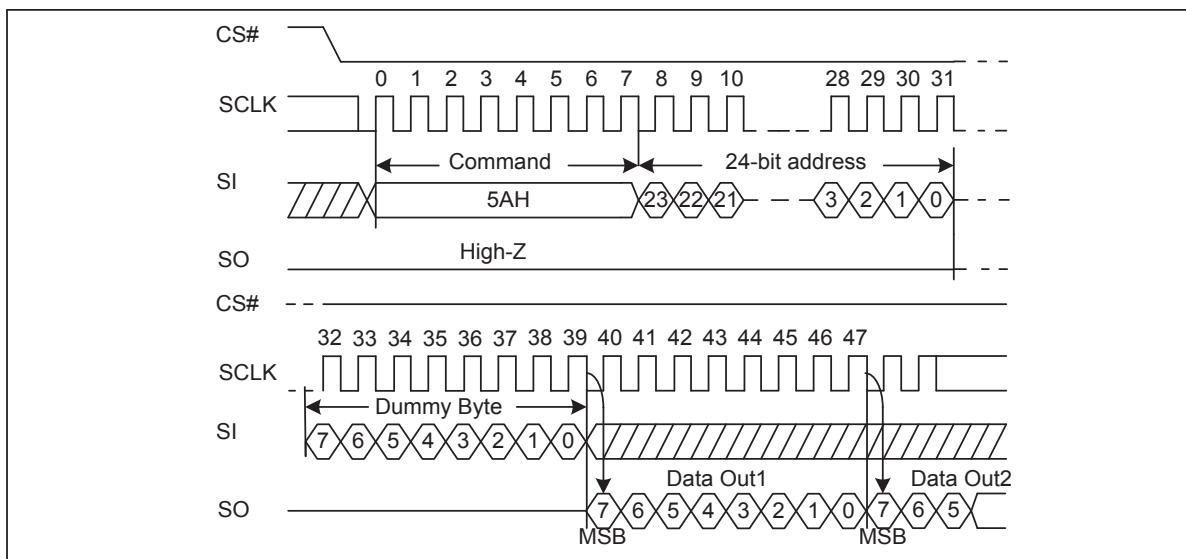 CS#
0 1 2 3 4 5 6 7 8 9 10 28 29 30 31
SCLK
Command 24-bit address
SI
5AH 23 22 21 3 2 1 0
High-Z
SO
CS#
32 33 34 35 36 37 38 39 40 41 42 43 44 45 46 47
SCLK
Dummy Byte
SI
7 6 5 4 3 2 1 0
Data Out1 Data Out2
SO
7 6 5 4 3 2 1 0 7 6 5
MSB MSB